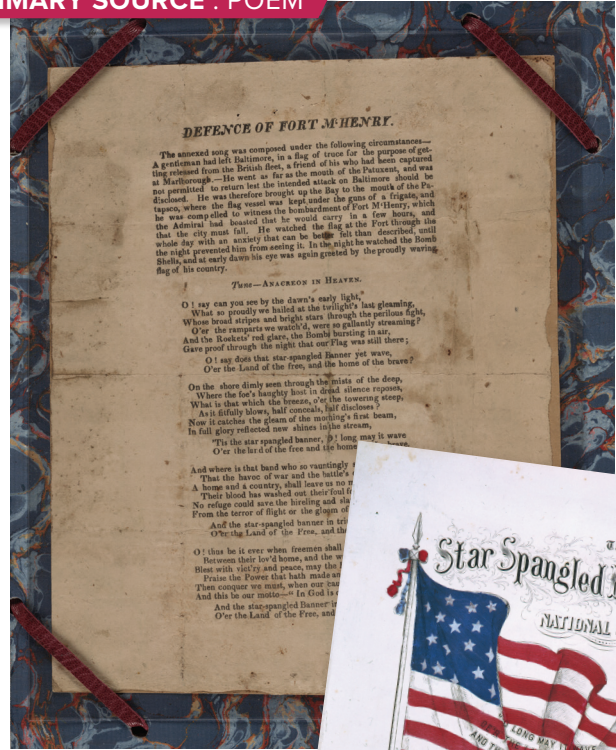 IMARY SOURCE : POEM
DEFENCE OF FORT M'HENRY.
The annexed song was composed under the following circumstances—
A gentleman had left Baltimore, in a flag of truce for the purpose of get-
ting released from the British fleet, a friend of his who had been captured
at Marlborough.—He went as far as the mouth of the Patuxent, and was
not permitted to return lest the intended attack on Baltimore should be
disclosed. He was therefore brought up the Bay to the mouth of the Pa-
tapsco, where the flag vessel was kept under the guns of a frigate, and
he was compelled to witness the bombardment of Fort M'Henry, which
the Admiral had boasted that he would carry in a few hours, and
that the city must fall. He watched the flag at the Fort through the
whole day with an anxiety that can be better felt than described, until
the night prevented him from seeing it. In the night he watched the Bomb
Shells, and at early dawn his eye was again greeted by the proudly waving
flag of his country.
Tune—ANACREON IN HEAVEN.
O ! say can you see by the dawn's early light,
What so proudly we hailed at the twilight's last gleaming,
Whose broad stripes and bright stars through the perilous fight,
O'er the ramparts we watch'd, were so gallantly streaming?
And the Rockets' red glare, the Bombs bursting in air,
Gave proof through the night that our Flag was still there;
O ! say does that star-spangled Banner yet wave,
O'er the Land of the free, and the home of the brave?
On the shore dimly seen through the mists of the deep,
Where the foe's haughty host in dread silence reposes,
What is that which the breeze, o'er the towering steep,
As it fitfully blows, half conceals, half discloses?
Now it catches the gleam of the morning's first beam,
In full glory reflected new shines in the stream,
'Tis the star spangled banner, O ! long may it wave
O'er the land of the free and the home
And where is that band who so vauntingly
That the havoc of war and the battle's
A home and a country, shall leave us no
Their blood has washed out their foul
No refuge could save the hireling and
From the terror of flight or the gloom of
And the star-spangled banner in
O'er the Land of the Free, and
O ! thus be it ever when freemen shall
Between their lov'd home, and the
Blest with vict'ry and peace, may the
Praise the Power that hath made
Then conquer we must, when our
And this be our motto—" In God is
And the star-spangled Banner
O'er the Land of the Free, and
Star Spangled
NATIONAL
LONG MAY I
AND